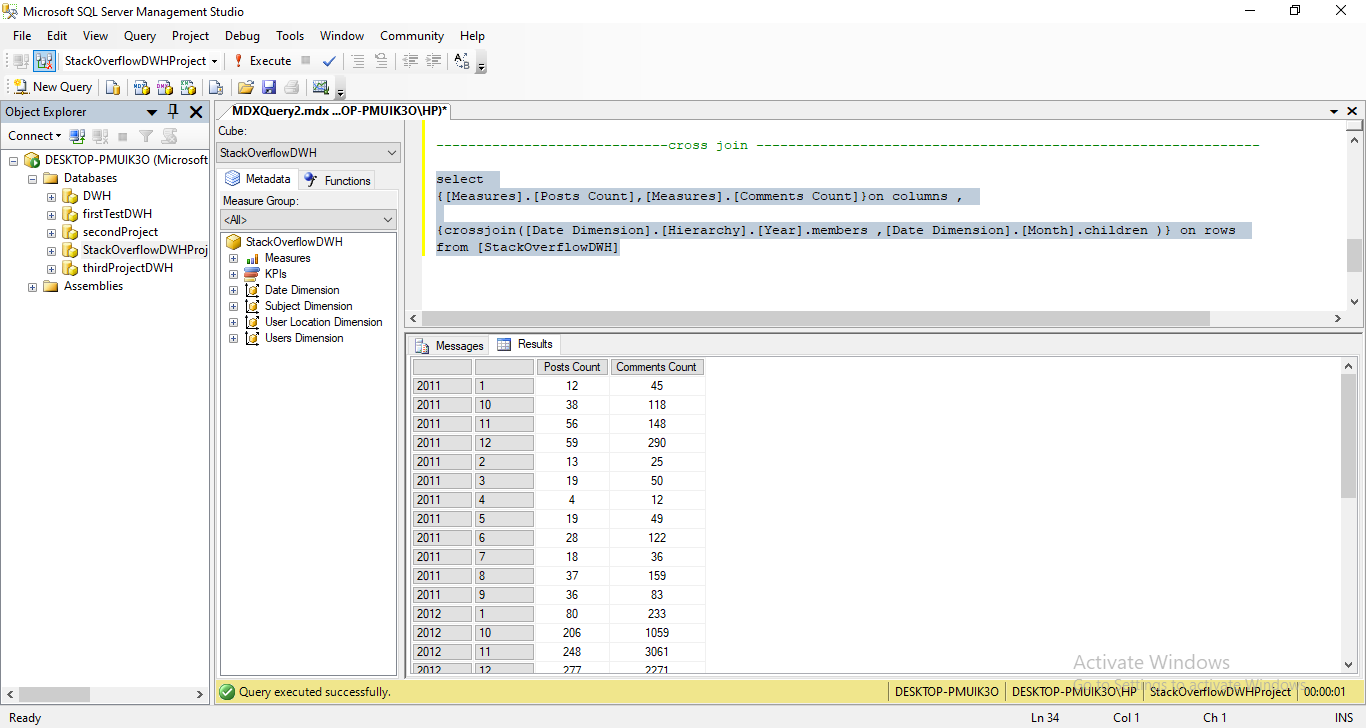 Microsoft SQL Server Management Studio
File Edit View Query Project Debug Tools Window Community Help
StackOverflowDWHProject Execute
New Query
Object Explorer
Connect
DESKTOP-PMUIK3O (Microsoft
Databases
DWH
firstTestDWH
secondProject
StackOverflowDWHProj
thirdProjectDWH
Assemblies
MDXQuery2.mdx ...OP-PMUIK3O\HP)*
Cube:
StackOverflowDWH
Metadata Functions
Measure Group:
<All>
StackOverflowDWH
Measures
KPIs
Date Dimension
Subject Dimension
User Location Dimension
Users Dimension
cross join
select
{[Measures].[Posts Count],[Measures].[Comments Count]}on columns ,
{crossjoin([Date Dimension].[Hierarchy].[Year].members ,[Date Dimension].[Month].children )} on rows
from [StackOverflowDWH]
Messages Results
Posts Count Comments Count
2011 1 12 45
2011 10 38 118
2011 11 56 148
2011 12 59 290
2011 2 13 25
2011 3 19 50
2011 4 4 12
2011 5 19 49
2011 6 28 122
2011 7 18 36
2011 8 37 159
2011 9 36 83
2012 1 80 233
2012 10 206 1059
2012 11 248 3061
2012 12 277 2271
Activate Windows
Go to Settings to activate Windows.
Query executed successfully. DESKTOP-PMUIK3O DESKTOP-PMUIK3O\HP StackOverflowDWHProject 00:00:01
Ready Ln 34 Col 1 Ch 1 INS